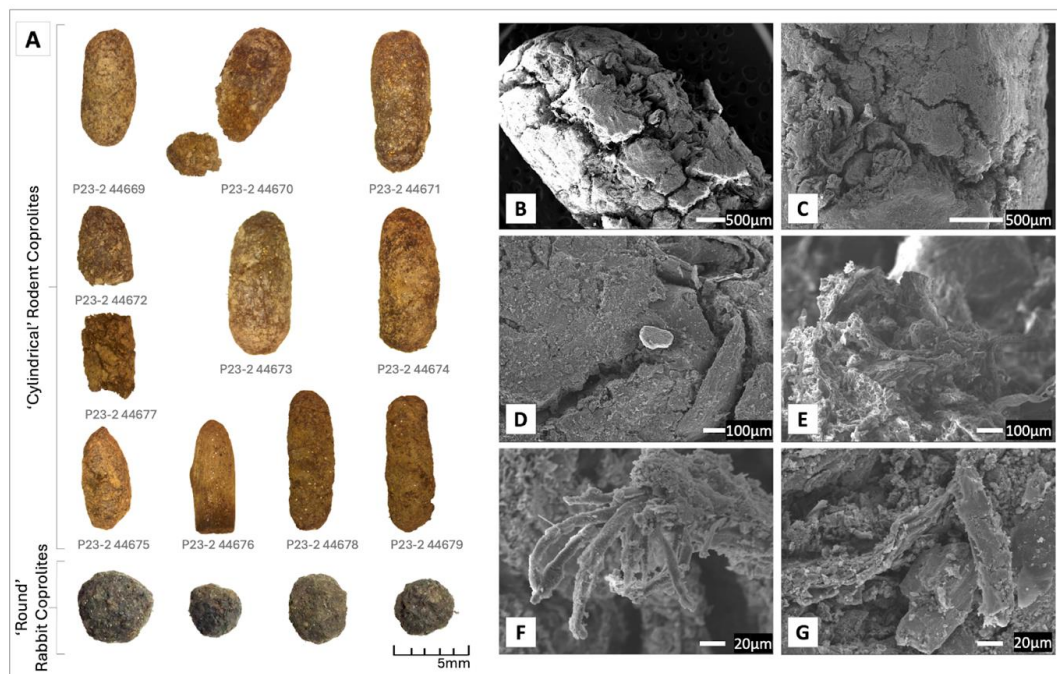 A
'Cylindrical' Rodent Coprolites
P23-2 44669
P23-2 44670
P23-2 44671
P23-2 44672
P23-2 44673
P23-2 44674
P23-2 44677
P23-2 44675
P23-2 44676
P23-2 44678
P23-2 44679
'Round'
Rabbit Coprolites
5mm
B
500µm
C
500µm
D
100µm
E
100µm
F
20µm
G
20µm